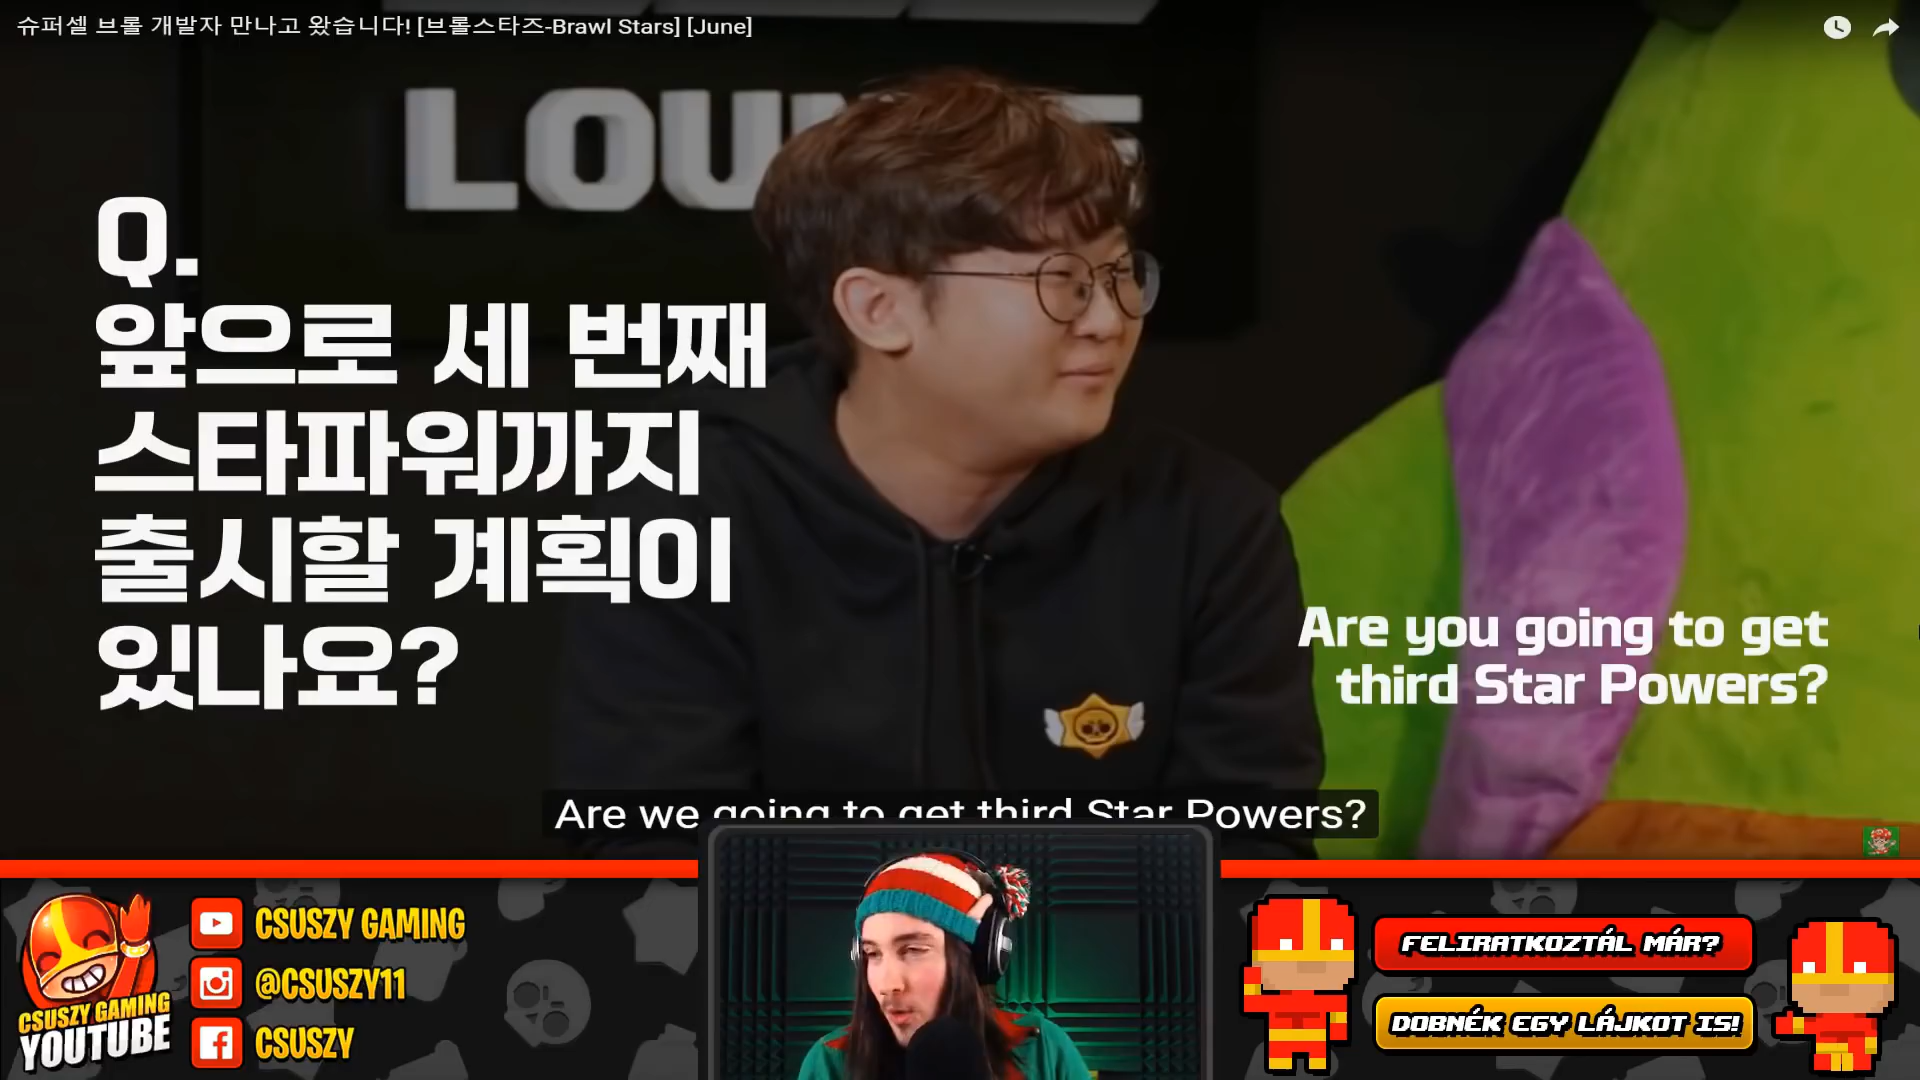 슈퍼셀 브롤 개발자 만나고 왔습니다! [브롤스타즈-Brawl Stars] [June]
Q.
앞으로 세 번째
스타파워까지
출시할 계획이
있나요?
Are you going to get
third Star Powers?
Are we going to get third Star Powers?
CSUSZY GAMING
YOUTUBE
CSUSZY GAMING
@CSUSZY11
CSUSZY
FELIRATKOZTÁL MÁR?
DOBNÉK EGY LÁJKOT IS!